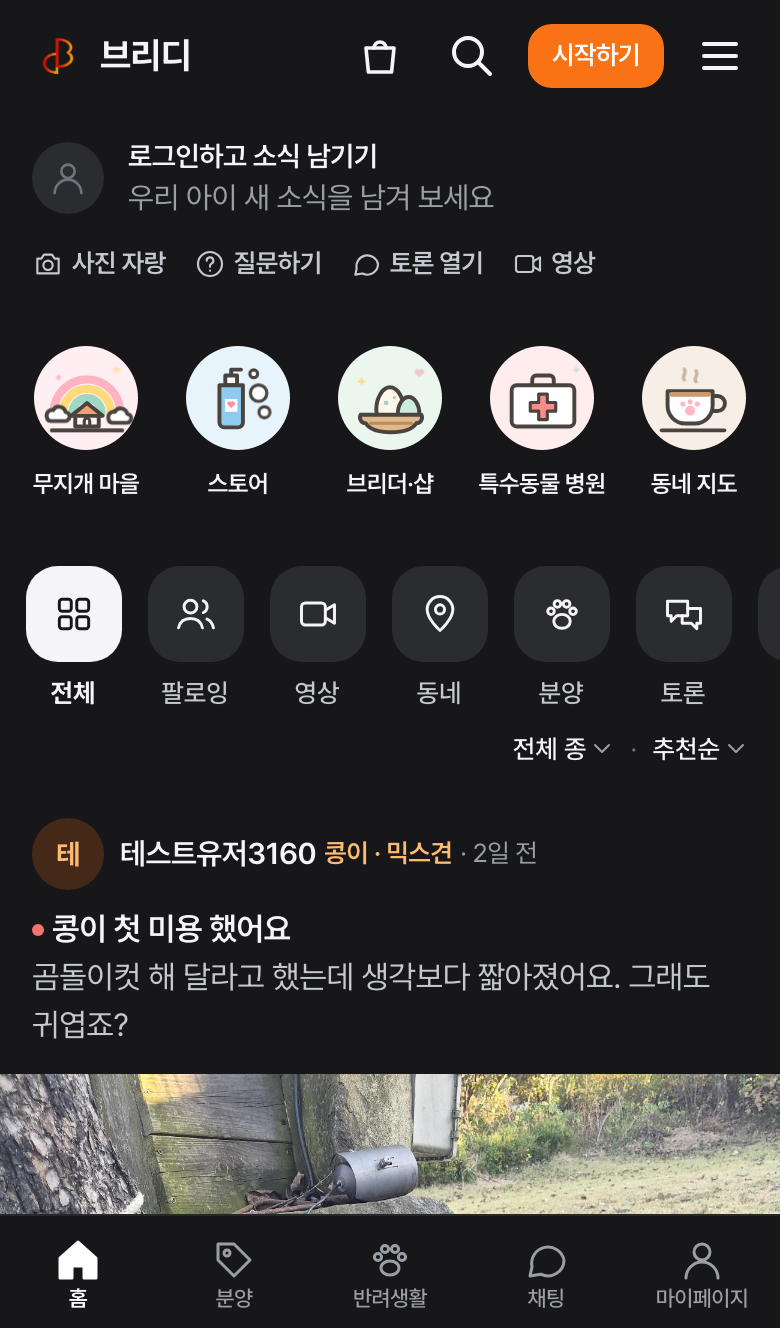 브리디
시작하기
로그인하고 소식 남기기
우리 아이 새 소식을 남겨 보세요
사진 자랑 질문하기 토론 열기 영상
무지개 마을 스토어 브리더·샵 특수동물 병원 동네 지도
전체 팔로잉 영상 동네 분양 토론
전체 종 · 추천순
테 테스트유저3160 콩이 · 믹스견 · 2일 전
콩이 첫 미용 했어요
곰돌이컷 해 달라고 했는데 생각보다 짧아졌어요. 그래도
귀엽죠?
홈 분양 반려생활 채팅 마이페이지